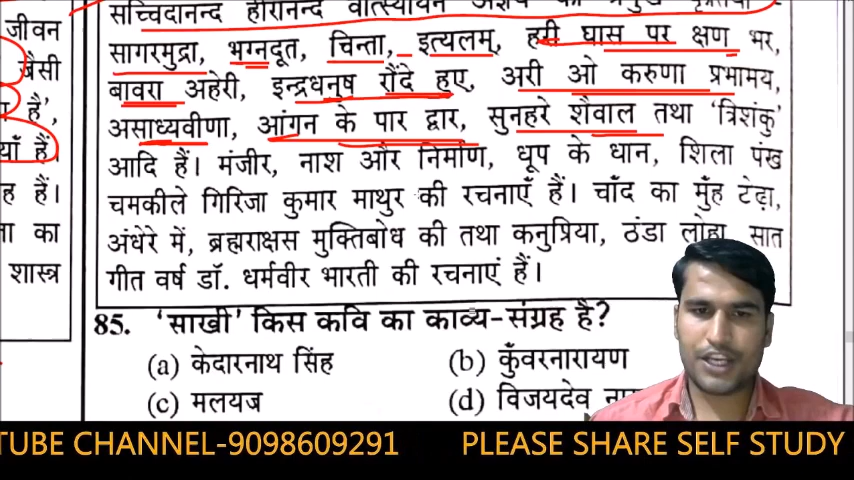 जीवन
जैसी
है',
याँ हैं।
ह हैं।
ा का
शास्त्र
सच्चिदानन्द हीरानन्द वात्स्यायन अज्ञेय की प्रमुख कृतियाँ -
सागरमुद्रा, भग्नदूत, चिन्ता, इत्यलम्, हरी घास पर क्षण भर,
बावरा अहेरी, इन्द्रधनुष रौंदे हुए, अरी ओ करुणा प्रभामय,
असाध्यवीणा, आंगन के पार द्वार, सुनहरे शैवाल तथा 'त्रिशंकु'
आदि हैं। मंजीर, नाश और निर्माण, धूप के धान, शिला पंख
चमकीले गिरिजा कुमार माथुर की रचनाएँ हैं। चाँद का मुँह टेढ़ा,
अंधेरे में, ब्रह्मराक्षस मुक्तिबोध की तथा कनुप्रिया, ठंडा लोहा, सात
गीत वर्ष डॉ. धर्मवीर भारती की रचनाएं हैं।
85. 'साखी' किस कवि का काव्य-संग्रह है?
(a) केदारनाथ सिंह (b) कुँवरनारायण
(c) मलयज (d) विजयदेव
TUBE CHANNEL-9098609291 PLEASE SHARE SELF STUDY